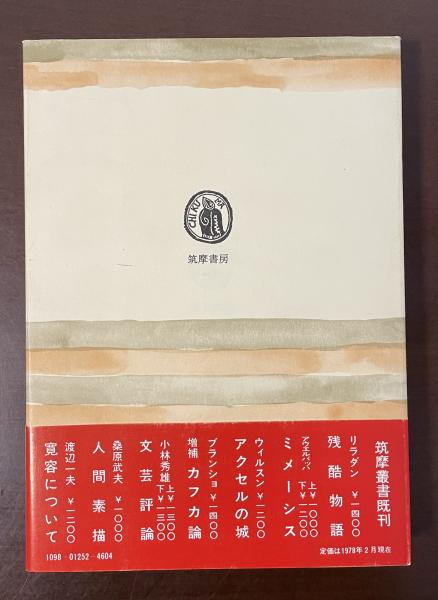 CHIKUMA
筑摩書房
筑摩叢書既刊
リラダン ¥一四〇〇
残酷物語
アウエルバッハ 上¥一〇〇〇 下¥一二〇〇
ミメーシス
ウィルスン ¥一二〇〇
アクセルの城
ブランショ ¥一四〇〇
増補 カフカ論
小林秀雄 上¥一三〇〇 下¥一三〇〇
文芸評論
桑原武夫 ¥一〇〇〇
人間素描
渡辺一夫 ¥一二〇〇
寛容について
定価は1978年2月現在
1098-01252-4604